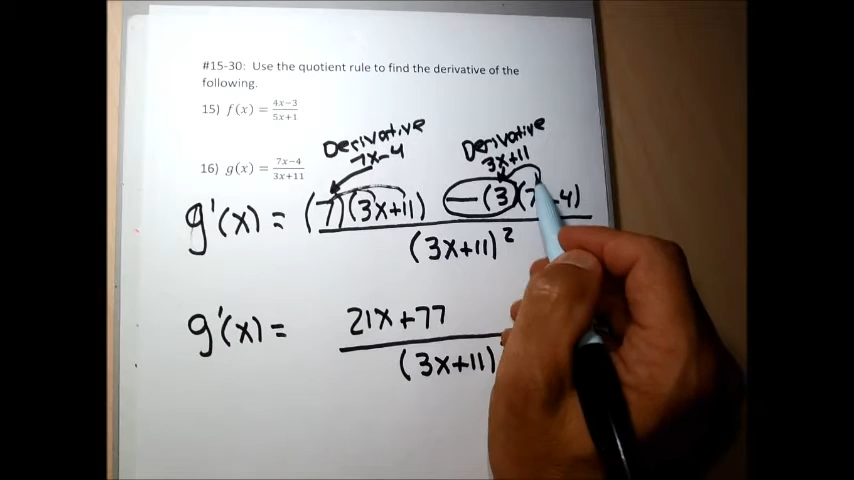 #15-30: Use the quotient rule to find the derivative of the
following.
15) f(x) = 4x−3 / 5x+1
16) g(x) = 7x−4 / 3x+11
Derivative
7x−4
Derivative
3x+11
g'(x) = (7)(3x+11) −(3)(7 -4)
(3x+11)²
g'(x) = 21x+77
(3x+11)